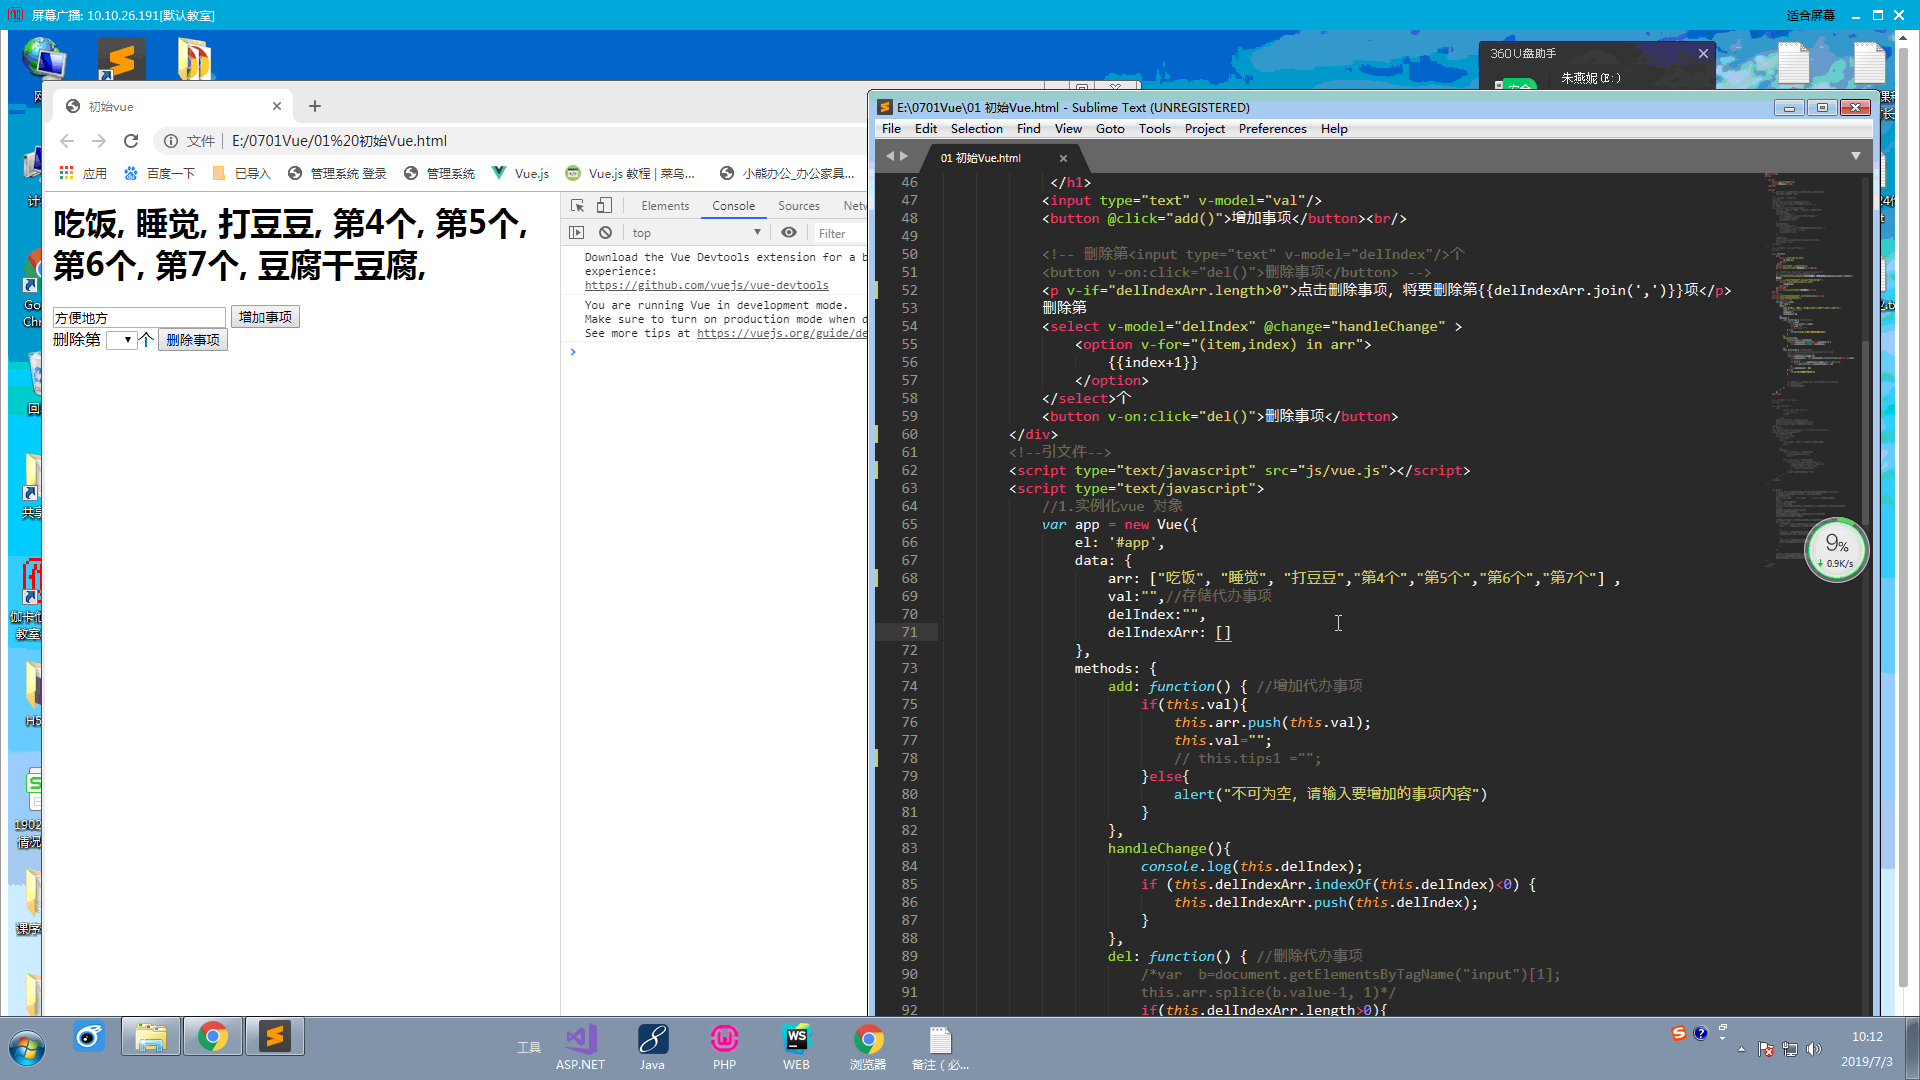 屏幕广播: 10.10.26.191[默认教室]
适合屏幕
360U盘助手
朱燕妮(E:)
初始vue
文件
E:/0701Vue/01%20初始Vue.html
应用
百度一下
已导入
管理系统 登录
管理系统
Vue.js
Vue.js 教程 | 菜鸟...
小熊办公_办公家具...
吃饭, 睡觉, 打豆豆, 第4个, 第5个,
第6个, 第7个, 豆腐干豆腐,
方便地方
增加事项
删除第
个
删除事项
Elements
Console
Sources
Netw
top
Filter
Download the Vue Devtools extension for a b
experience:
https://github.com/vuejs/vue-devtools
You are running Vue in development mode.
Make sure to turn on production mode when d
See more tips at https://vuejs.org/guide/de
E:\0701Vue\01 初始Vue.html - Sublime Text (UNREGISTERED)
File Edit Selection Find View Goto Tools Project Preferences Help
01 初始Vue.html
46 </h1>
47 <input type="text" v-model="val"/>
48 <button @click="add()">增加事项</button><br/>
49
50 <!-- 删除第<input type="text" v-model="delIndex"/>个
51 <button v-on:click="del()">删除事项</button> -->
52 <p v-if="delIndexArr.length>0">点击删除事项, 将要删除第{{delIndexArr.join(',')}}项</p>
53 删除第
54 <select v-model="delIndex" @change="handleChange" >
55 <option v-for="(item,index) in arr">
56 {{index+1}}
57 </option>
58 </select>个
59 <button v-on:click="del()">删除事项</button>
60 </div>
61 <!--引文件-->
62 <script type="text/javascript" src="js/vue.js"></script>
63 <script type="text/javascript">
64 //1.实例化vue 对象
65 var app = new Vue({
66 el: '#app',
67 data: {
68 arr: ["吃饭", "睡觉", "打豆豆","第4个","第5个","第6个","第7个"] ,
69 val:"",//存储代办事项
70 delIndex:"",
71 delIndexArr: []
72 },
73 methods: {
74 add: function() { //增加代办事项
75 if(this.val){
76 this.arr.push(this.val);
77 this.val="";
78 // this.tips1 ="";
79 }else{
80 alert("不可为空, 请输入要增加的事项内容")
81 }
82 },
83 handleChange(){
84 console.log(this.delIndex);
85 if (this.delIndexArr.indexOf(this.delIndex)<0) {
86 this.delIndexArr.push(this.delIndex);
87 }
88 },
89 del: function() { //删除代办事项
90 /*var b=document.getElementsByTagName("input")[1];
91 this.arr.splice(b.value-1, 1)*/
92 if(this.delIndexArr.length>0){
9%
0.9K/s
工具
ASP.NET
Java
PHP
WEB
浏览器
备注（必...
10:12
2019/7/3